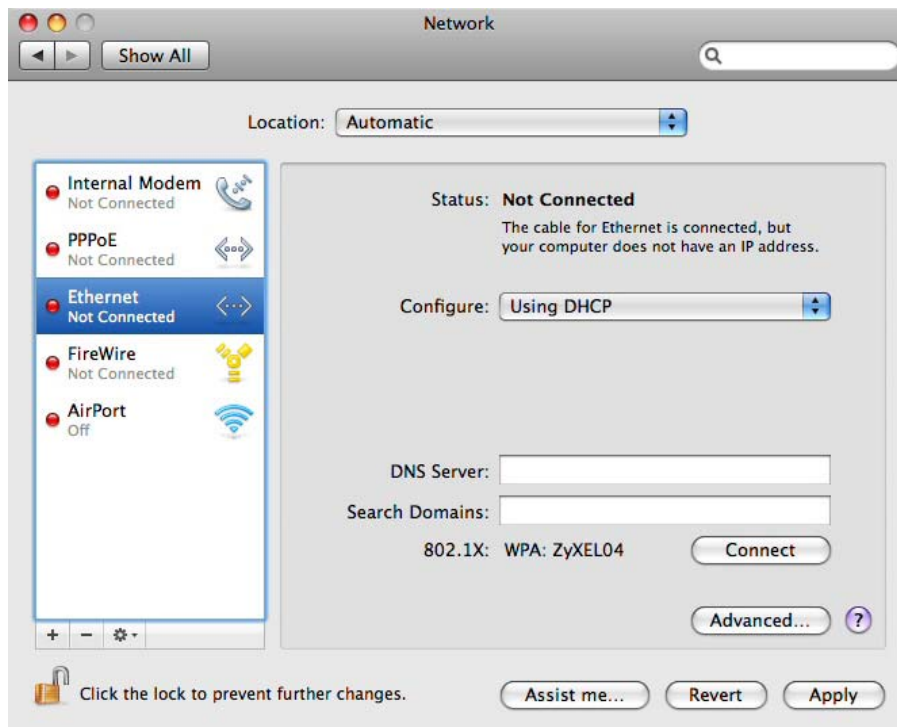 Network
Show All
Location: Automatic
Internal Modem
Not Connected
PPPoE
Not Connected
Ethernet
Not Connected
FireWire
Not Connected
AirPort
Off
Status: Not Connected
The cable for Ethernet is connected, but
your computer does not have an IP address.
Configure: Using DHCP
DNS Server:
Search Domains:
802.1X: WPA: ZyXEL04 Connect
Advanced... ?
Click the lock to prevent further changes.
Assist me... Revert Apply